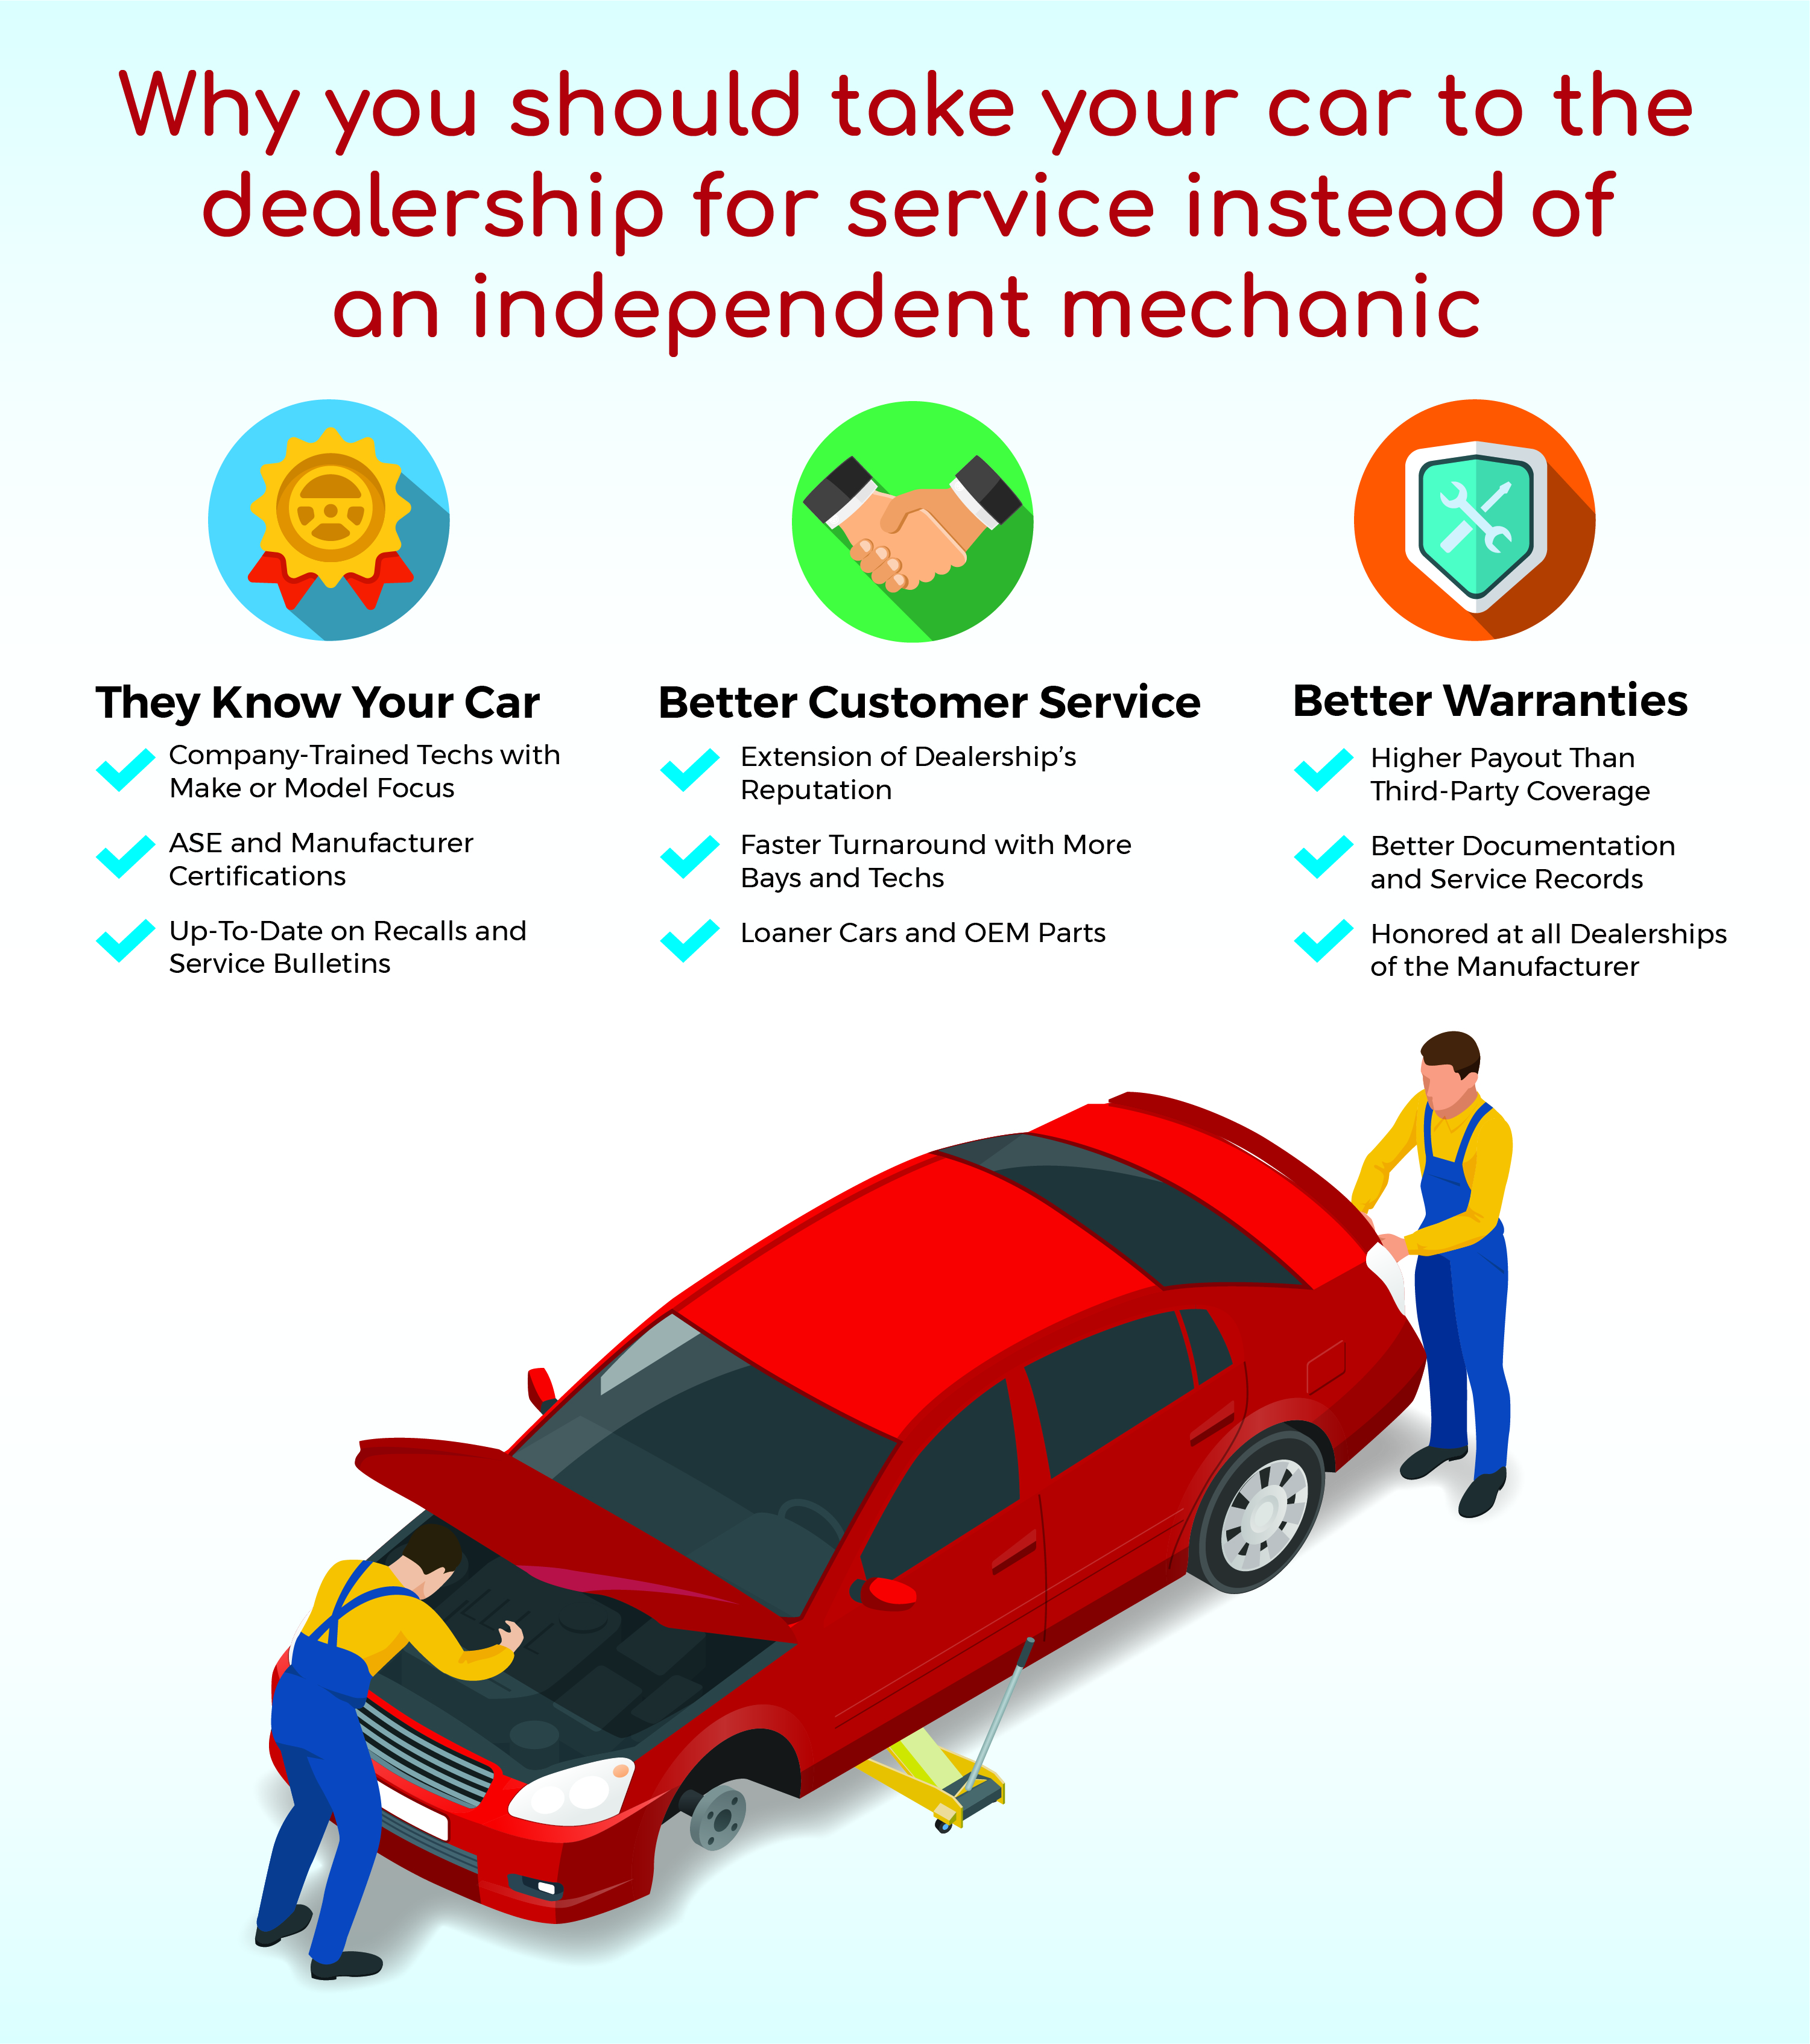 Why you should take your car to the
dealership for service instead of
an independent mechanic
They Know Your Car
Company-Trained Techs with
Make or Model Focus
ASE and Manufacturer
Certifications
Up-To-Date on Recalls and
Service Bulletins
Better Customer Service
Extension of Dealership’s
Reputation
Faster Turnaround with More
Bays and Techs
Loaner Cars and OEM Parts
Better Warranties
Higher Payout Than
Third-Party Coverage
Better Documentation
and Service Records
Honored at all Dealerships
of the Manufacturer